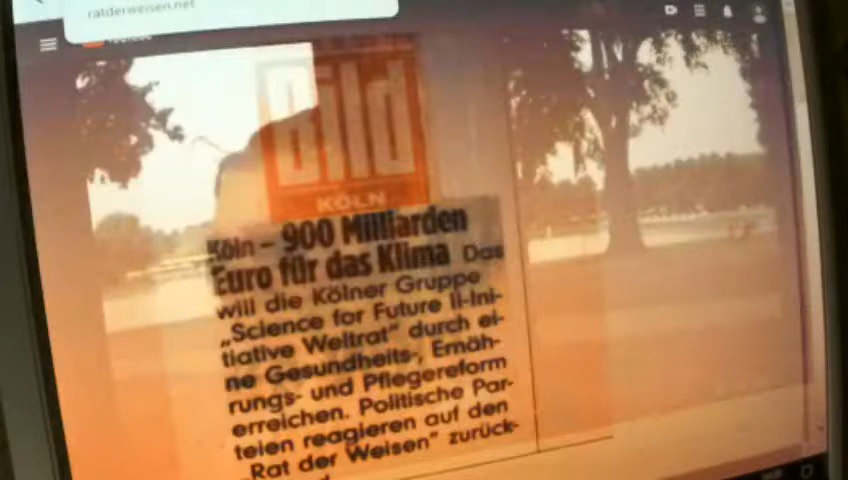 ratderweisen.net
Bild
KÖLN
Köln – 900 Milliarden
Euro für das Klima Das
will die Kölner Gruppe
„Science for Future II-Ini-
tiative Weltrat" durch ei-
ne Gesundheits-, Ernäh-
rungs- und Pflegereform
erreichen. Politische Par-
teien reagieren auf den
„Rat der Weisen" zurück-